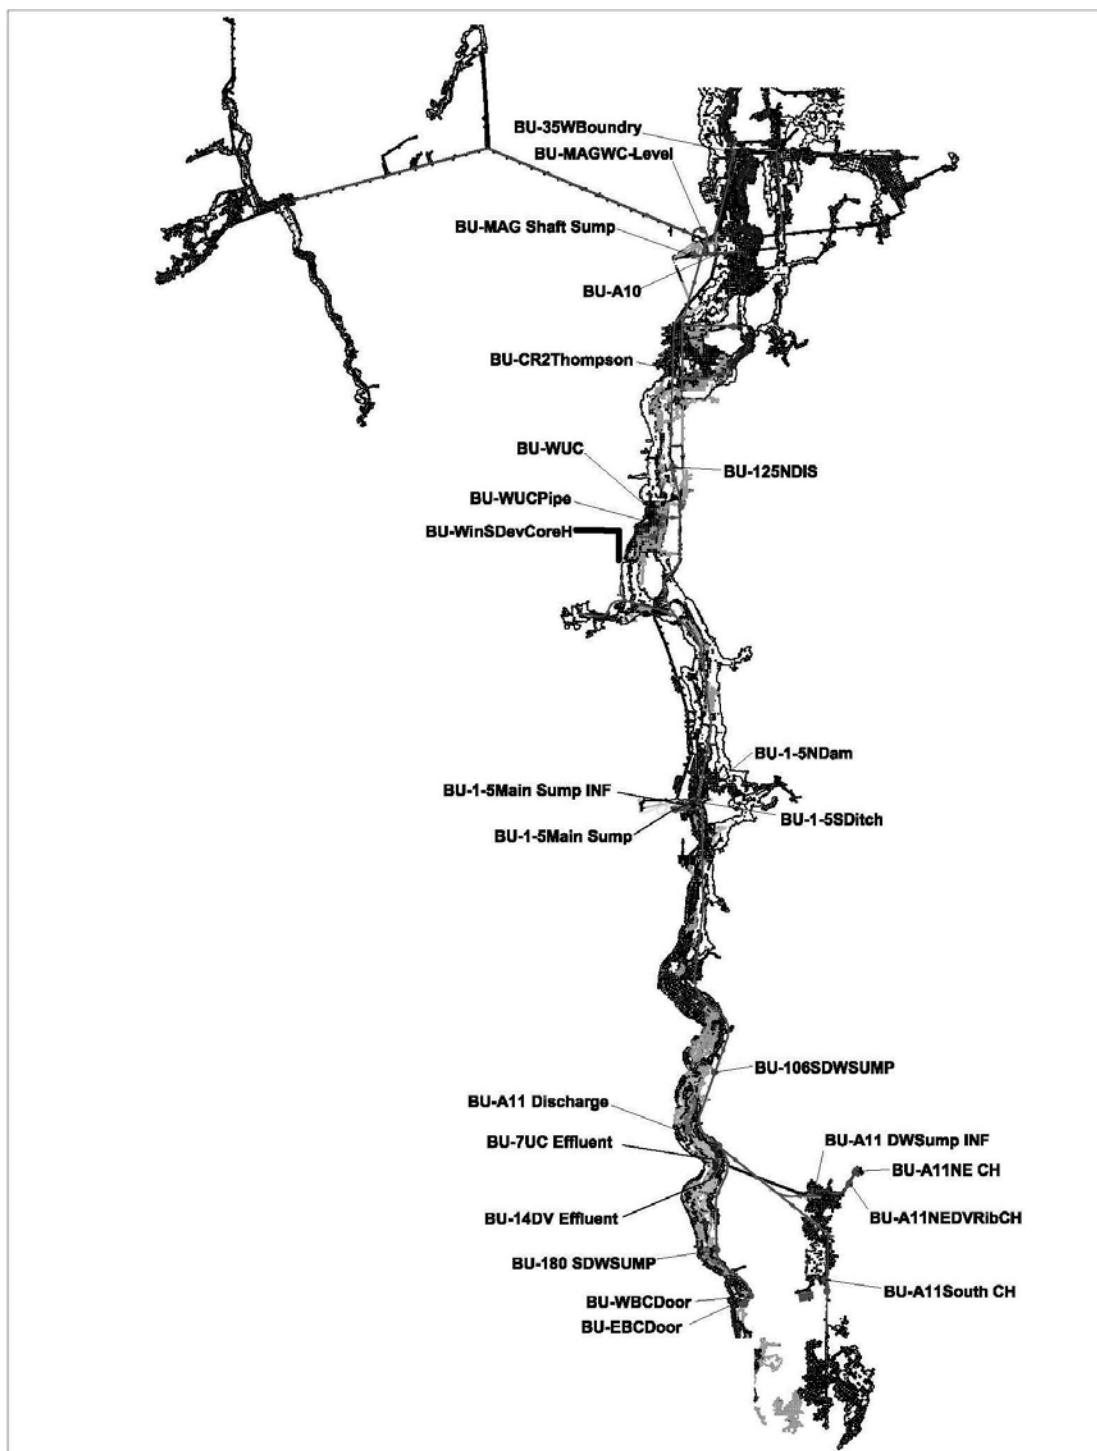 BU-35WBoundry
BU-MAGWC-Level
BU-MAG Shaft Sump
BU-A10
BU-CR2Thompson
BU-WUC
BU-125NDIS
BU-WUCPipe
BU-WinSDevCoreH
BU-1-5NDam
BU-1-5Main Sump INF
BU-1-5SDitch
BU-1-5Main Sump
BU-106SDWSUMP
BU-A11 Discharge
BU-A11 DWSump INF
BU-7UC Effluent
BU-A11NE CH
BU-14DV Effluent
BU-A11NEDVRibCH
BU-180 SDWSUMP
BU-A11South CH
BU-WBCDoor
BU-EBCDoor